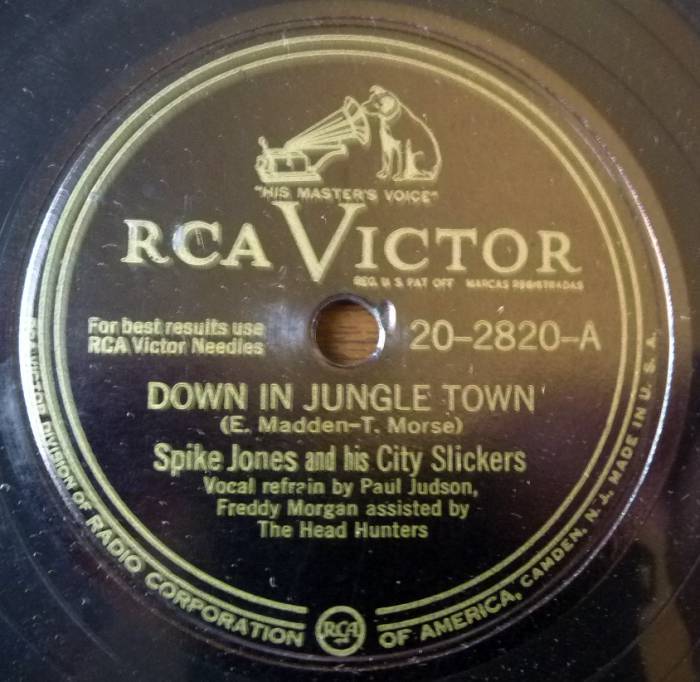 "HIS MASTER'S VOICE"
RCA VICTOR
REG. U S PAT OFF MARCAS REGISTRADAS
For best results use
RCA Victor Needles
20-2820-A
DOWN IN JUNGLE TOWN
(E. Madden-T. Morse)
Spike Jones and his City Slickers
Vocal refrain by Paul Judson,
Freddy Morgan assisted by
The Head Hunters
VICTOR DIVISION OF RADIO CORPORATION RCA OF AMERICA, CAMDEN, N. J. MADE IN U. S. A.